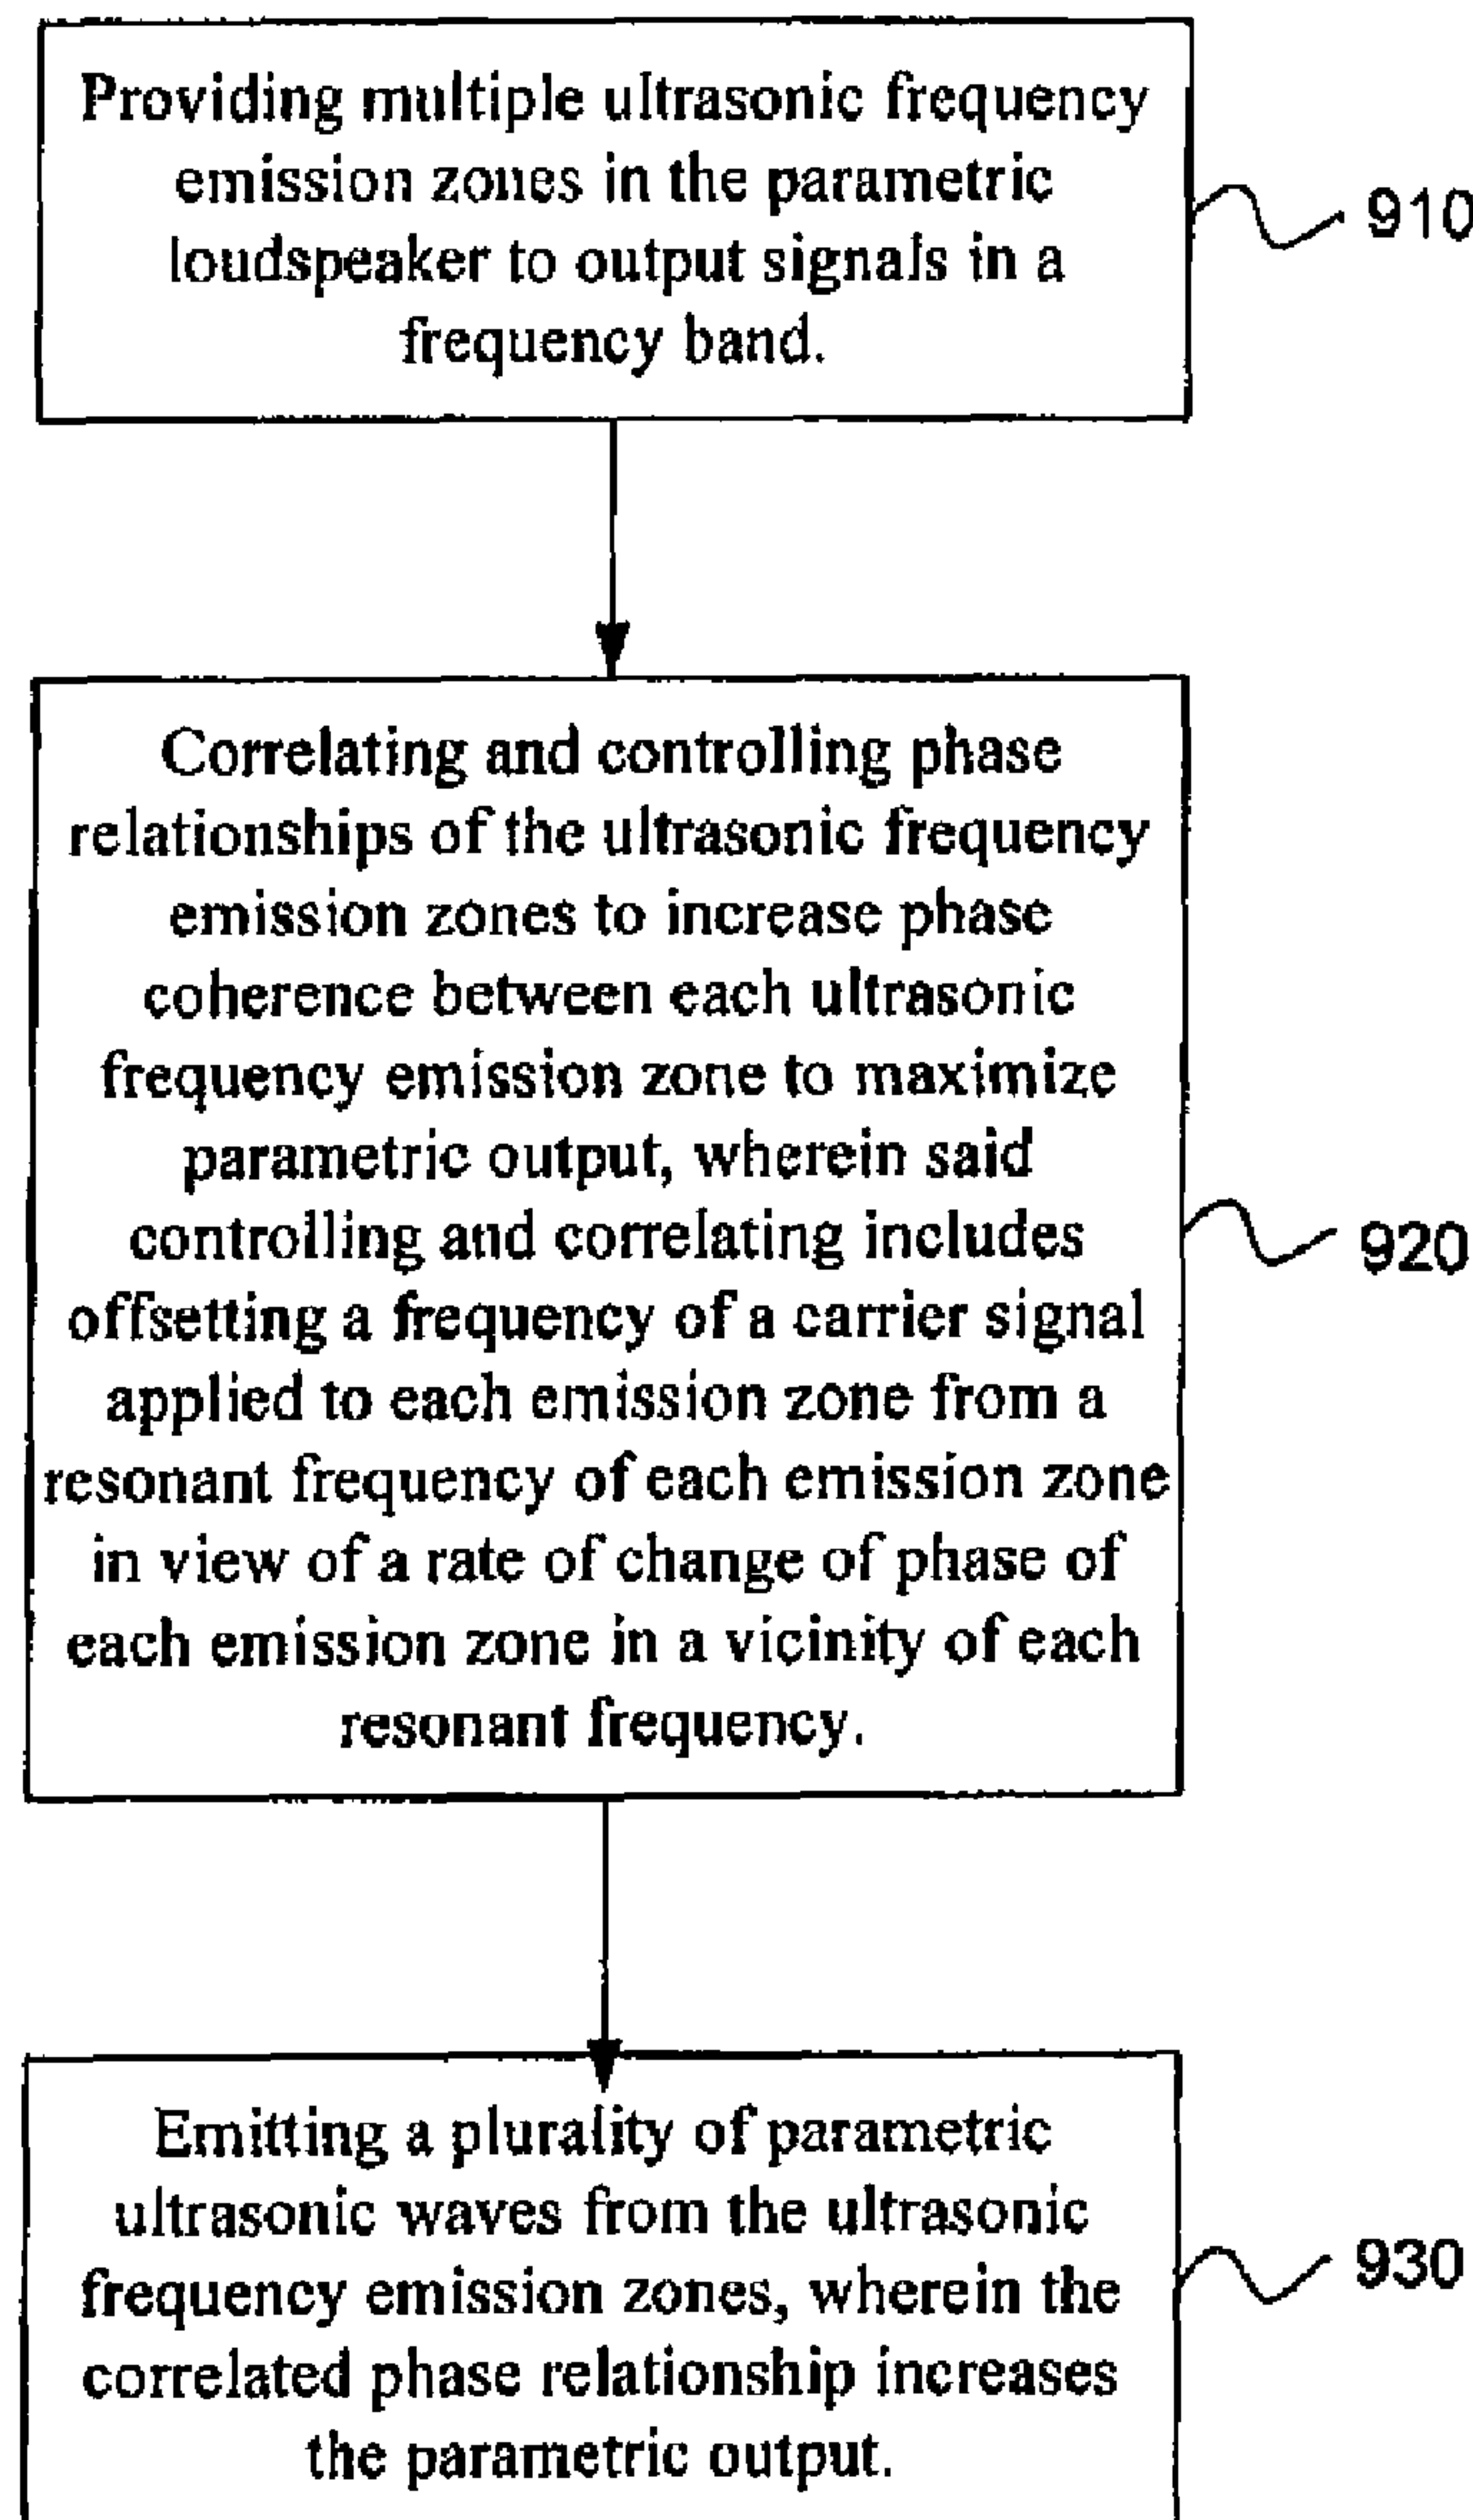 Providing multiple ultrasonic frequency
emission zones in the parametric
loudspeaker to output signals in a
frequency band.
910
Correlating and controlling phase
relationships of the ultrasonic frequency
emission zones to increase phase
coherence between each ultrasonic
frequency emission zone to maximize
parametric output, wherein said
controlling and correlating includes
offsetting a frequency of a carrier signal
applied to each emission zone from a
resonant frequency of each emission zone
in view of a rate of change of phase of
each emission zone in a vicinity of each
resonant frequency.
920
Emitting a plurality of parametric
ultrasonic waves from the ultrasonic
frequency emission zones, wherein the
correlated phase relationship increases
the parametric output.
930